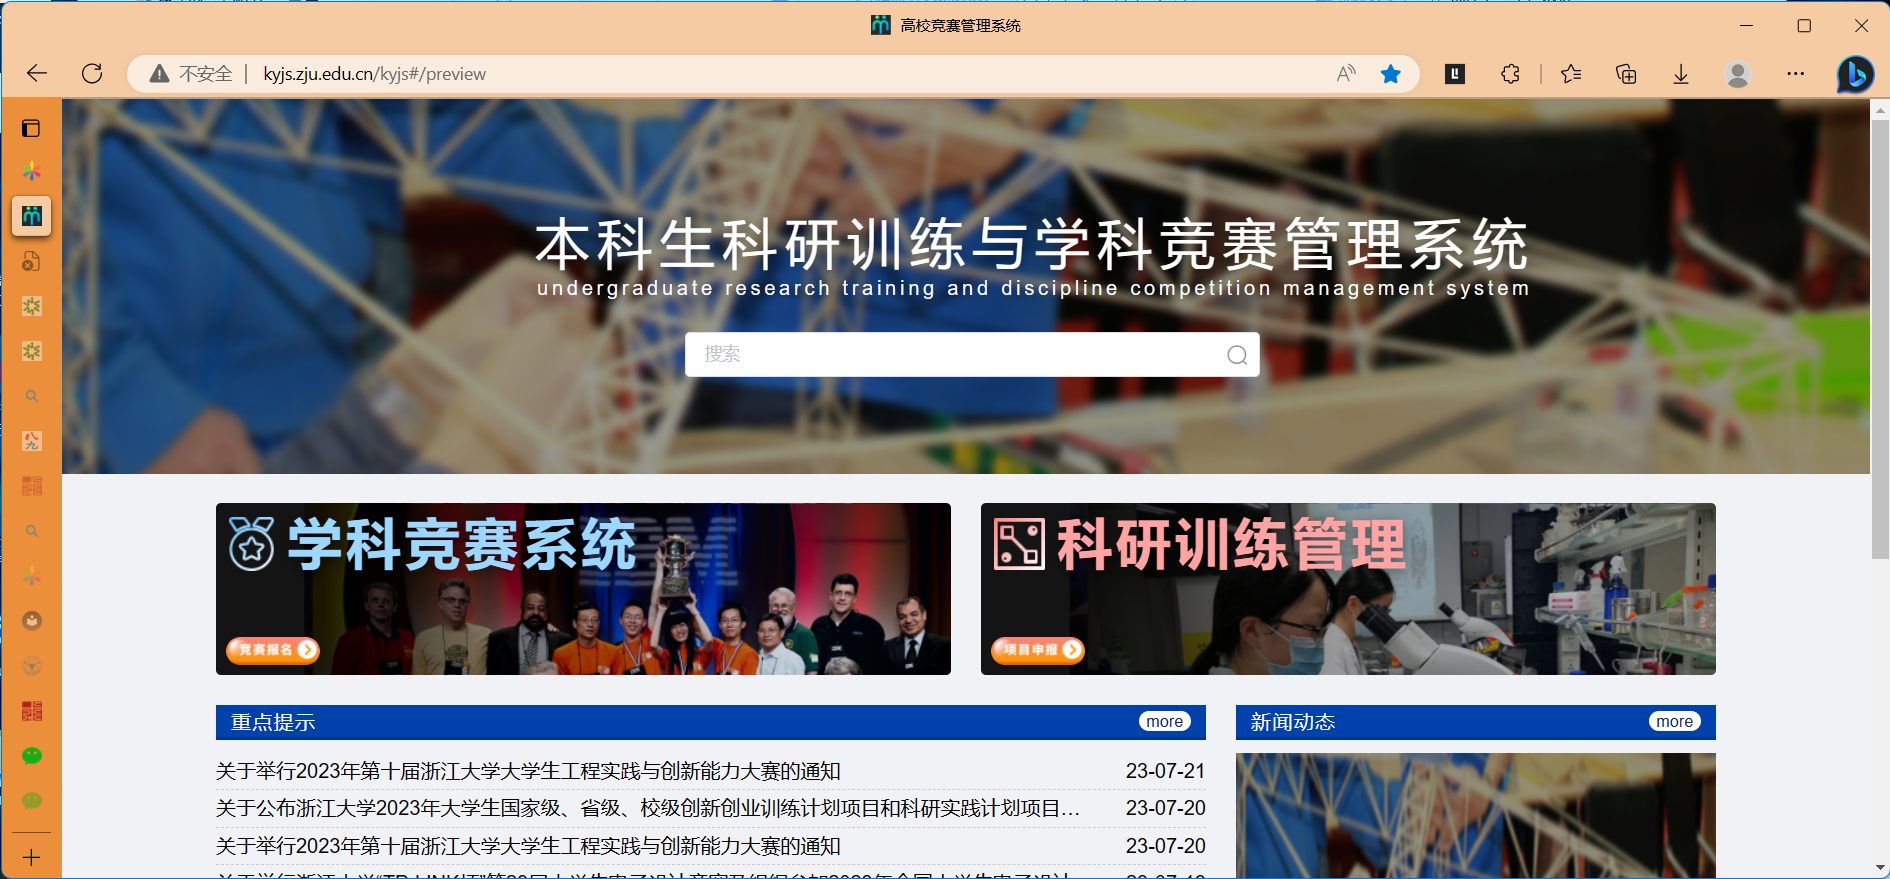 高校竞赛管理系统
不安全 | kyjs.zju.edu.cn/kyjs#/preview
本科生科研训练与学科竞赛管理系统
undergraduate research training and discipline competition management system
搜索
学科竞赛系统
竞赛报名
科研训练管理
项目申报
重点提示 more
新闻动态 more
关于举行2023年第十届浙江大学大学生工程实践与创新能力大赛的通知 23-07-21
关于公布浙江大学2023年大学生国家级、省级、校级创新创业训练计划项目和科研实践计划项目… 23-07-20
关于举行2023年第十届浙江大学大学生工程实践与创新能力大赛的通知 23-07-20